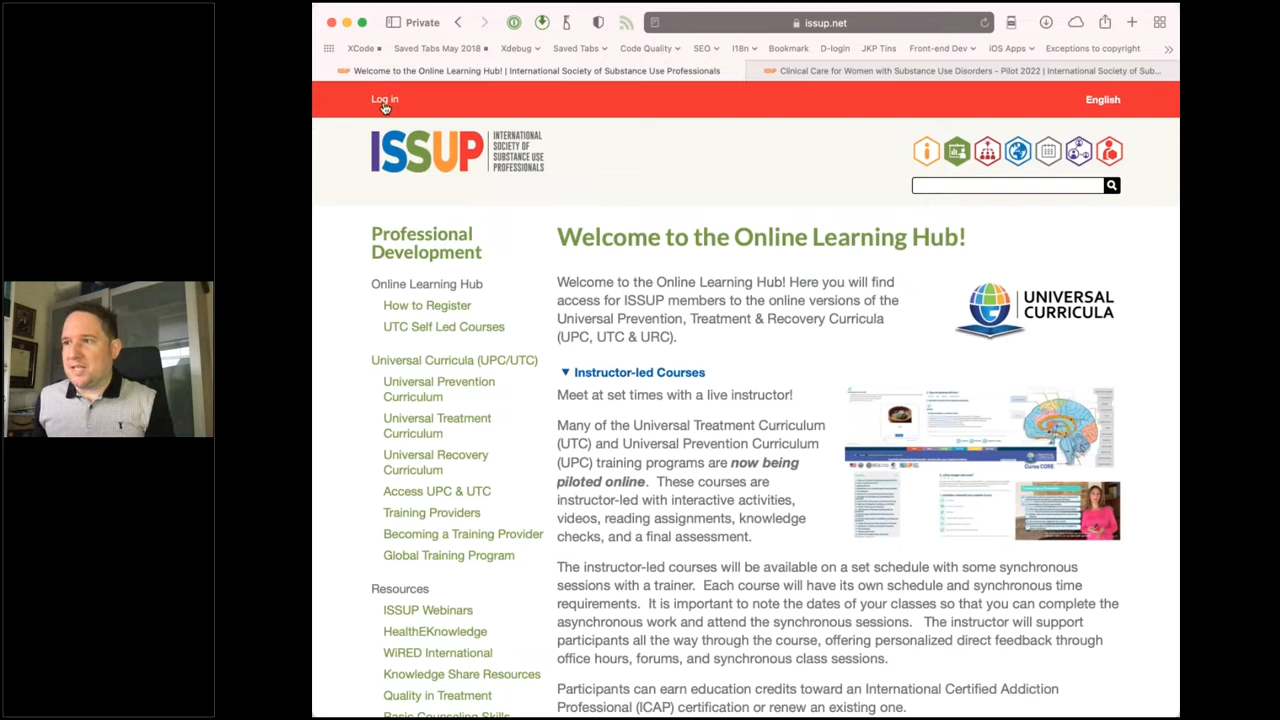 Private
issup.net
XCode
Saved Tabs May 2018
Xdebug
Saved Tabs
Code Quality
SEO
I18n
Bookmark
D-login
JKP Tins
Front-end Dev
iOS Apps
Exceptions to copyright
ISSUP Welcome to the Online Learning Hub! | International Society of Substance Use Professionals
ISSUP Clinical Care for Women with Substance Use Disorders - Pilot 2022 | International Society of Sub...
Log in
English
ISSUP
INTERNATIONAL
SOCIETY OF
SUBSTANCE USE
PROFESSIONALS
Professional
Development
Online Learning Hub
How to Register
UTC Self Led Courses
Universal Curricula (UPC/UTC)
Universal Prevention
Curriculum
Universal Treatment
Curriculum
Universal Recovery
Curriculum
Access UPC & UTC
Training Providers
Becoming a Training Provider
Global Training Program
Resources
ISSUP Webinars
HealthEKnowledge
WiRED International
Knowledge Share Resources
Quality in Treatment
Basic Counseling Skills
Welcome to the Online Learning Hub!
Welcome to the Online Learning Hub! Here you will find
access for ISSUP members to the online versions of the
Universal Prevention, Treatment & Recovery Curricula
(UPC, UTC & URC).
UNIVERSAL
CURRICULA
Instructor-led Courses
Meet at set times with a live instructor!
Many of the Universal Treatment Curriculum
(UTC) and Universal Prevention Curriculum
(UPC) training programs are now being
piloted online. These courses are
instructor-led with interactive activities,
videos, reading assignments, knowledge
checks, and a final assessment.
The instructor-led courses will be available on a set schedule with some synchronous
sessions with a trainer. Each course will have its own schedule and synchronous time
requirements. It is important to note the dates of your classes so that you can complete the
asynchronous work and attend the synchronous sessions. The instructor will support
participants all the way through the course, offering personalized direct feedback through
office hours, forums, and synchronous class sessions.
Participants can earn education credits toward an International Certified Addiction
Professional (ICAP) certification or renew an existing one.